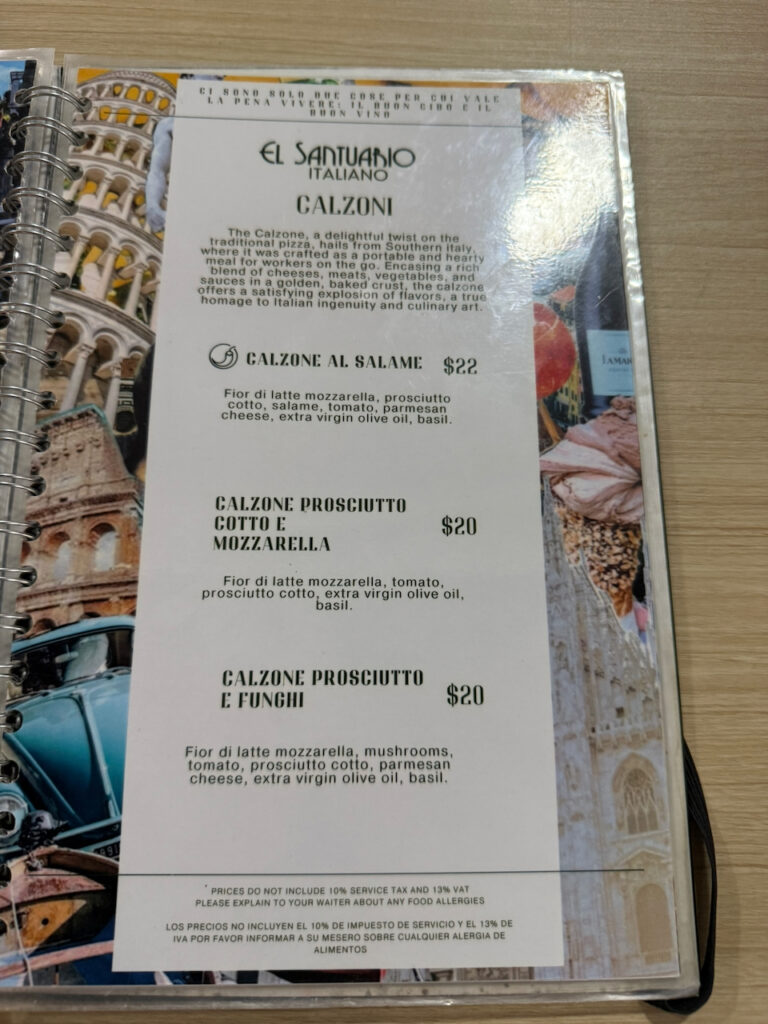 CI SONO SOLO DUE COSE PER CUI VALE
LA PENA VIVERE: IL BUON CIBO E IL
BUON VINO
EL SANTUARIO
ITALIANO
CALZONI
The Calzone, a delightful twist on the
traditional pizza, hails from Southern italy,
where it was crafted as a portable and hearty
meal for workers on the go. Encasing a rich
blend of cheeses, meats, vegetables, and
sauces in a golden, baked crust, the calzone
offers a satisfying explosion of flavors, a true
homage to Italian ingenuity and culinary art.
CALZONE AL SALAME $22
Fior di latte mozzarella, prosciutto
cotto, salame, tomato, parmesan
cheese, extra virgin olive oil, basil.
CALZONE PROSCIUTTO
COTTO E
MOZZARELLA
$20
Fior di latte mozzarella, tomato,
prosciutto cotto, extra virgin olive oil,
basil.
CALZONE PROSCIUTTO
E FUNGHI
$20
Fior di latte mozzarella, mushrooms,
tomato, prosciutto cotto, parmesan
cheese, extra virgin olive oil, basil.
PRICES DO NOT INCLUDE 10% SERVICE TAX AND 13% VAT
PLEASE EXPLAIN TO YOUR WAITER ABOUT ANY FOOD ALLERGIES
LOS PRECIOS NO INCLUYEN EL 10% DE IMPUESTO DE SERVICIO Y EL 13% DE
IVA POR FAVOR INFORMAR A SU MESERO SOBRE CUALQUIER ALERGIA DE
ALIMENTOS